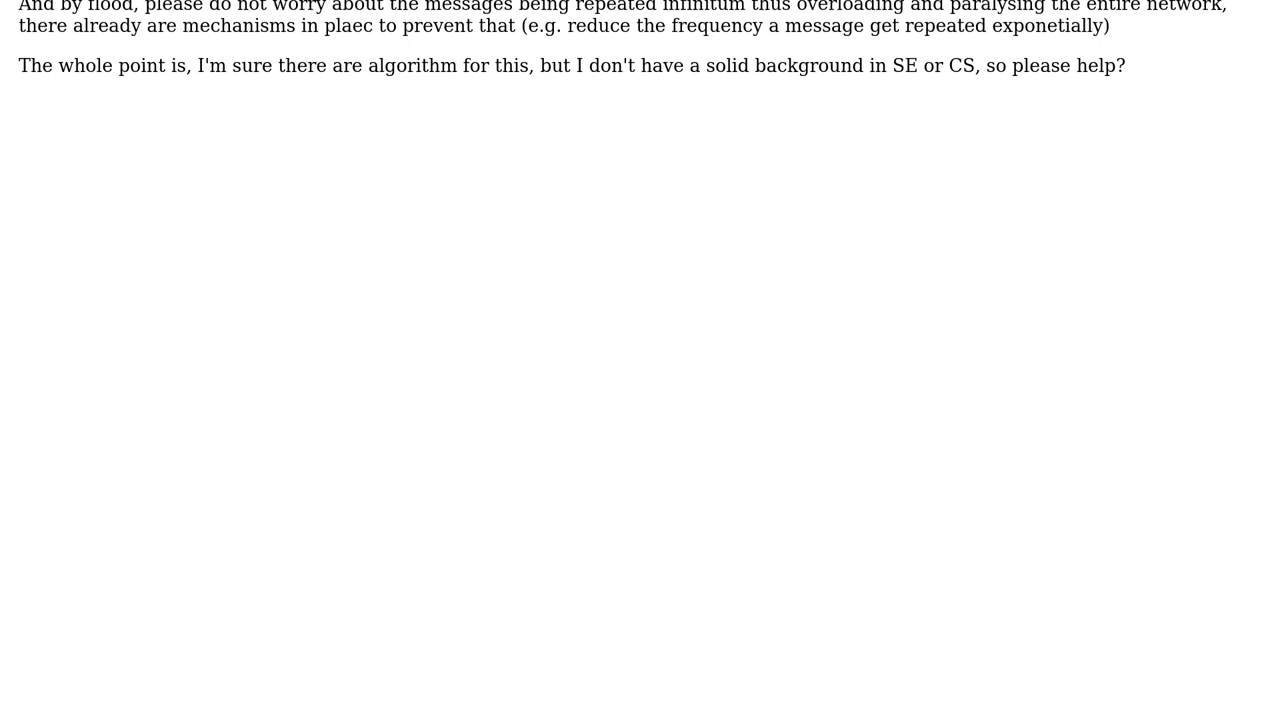 And by flood, please do not worry about the messages being repeated infinitum thus overloading and paralysing the entire network,
there already are mechanisms in plaec to prevent that (e.g. reduce the frequency a message get repeated exponetially)
The whole point is, I'm sure there are algorithm for this, but I don't have a solid background in SE or CS, so please help?